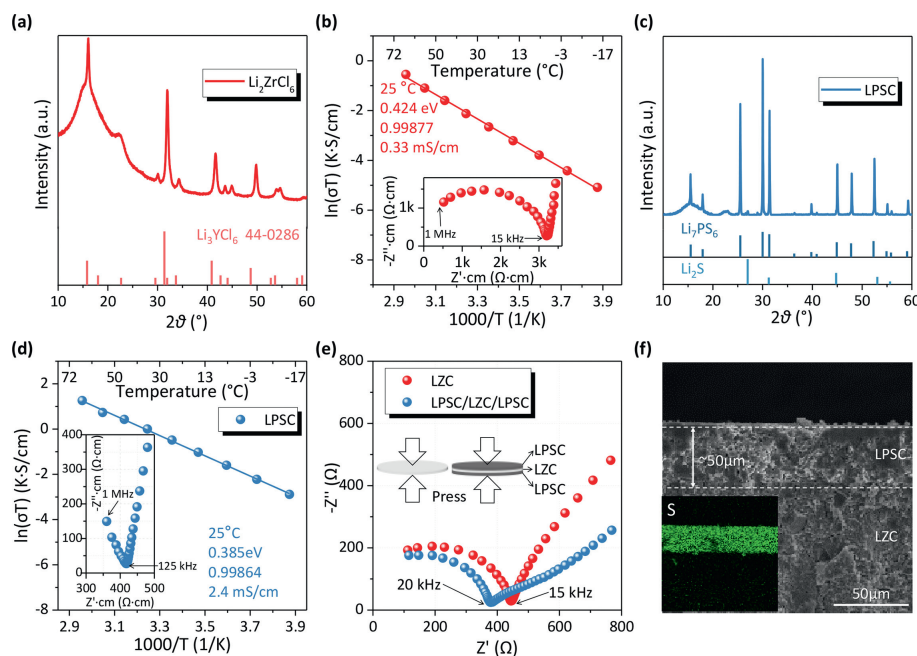 (a)
Intensity (a.u.)
Li₂ZrCl₆
Li₃YCl₆ 44-0286
10 20 30 40 50 60
2ϑ (°)
(b)
72 50 30 13 -3 -17
Temperature (°C)
ln(σT) (K·S/cm)
2
0
-2
-4
-6
-8
25 °C
0.424 eV
0.99877
0.33 mS/cm
-Z''·cm (Ω·cm)
1k
0
1 MHz
15 kHz
0 1k 2k 3k
Z'·cm (Ω·cm)
2.9 3.1 3.3 3.5 3.7 3.9
1000/T (1/K)
(c)
Intensity (a.u.)
LPSC
Li₇PS₆
Li₂S
10 20 30 40 50 60
2ϑ (°)
(d)
72 50 30 13 -3 -17
Temperature (°C)
ln(σT) (K·S/cm)
2
0
-2
-4
-6
-8
LPSC
-Z''·cm (Ω·cm)
400
300
200
100
0
1 MHz
125 kHz
300 400 500
Z'·cm (Ω·cm)
25°C
0.385eV
0.99864
2.4 mS/cm
2.9 3.1 3.3 3.5 3.7 3.9
1000/T (1/K)
(e)
-Z'' (Ω)
800
600
400
200
0
LZC
LPSC/LZC/LPSC
LPSC
LZC
LPSC
Press
20 kHz
15 kHz
0 200 400 600 800
Z' (Ω)
(f)
~50μm
LPSC
S
LZC
50μm